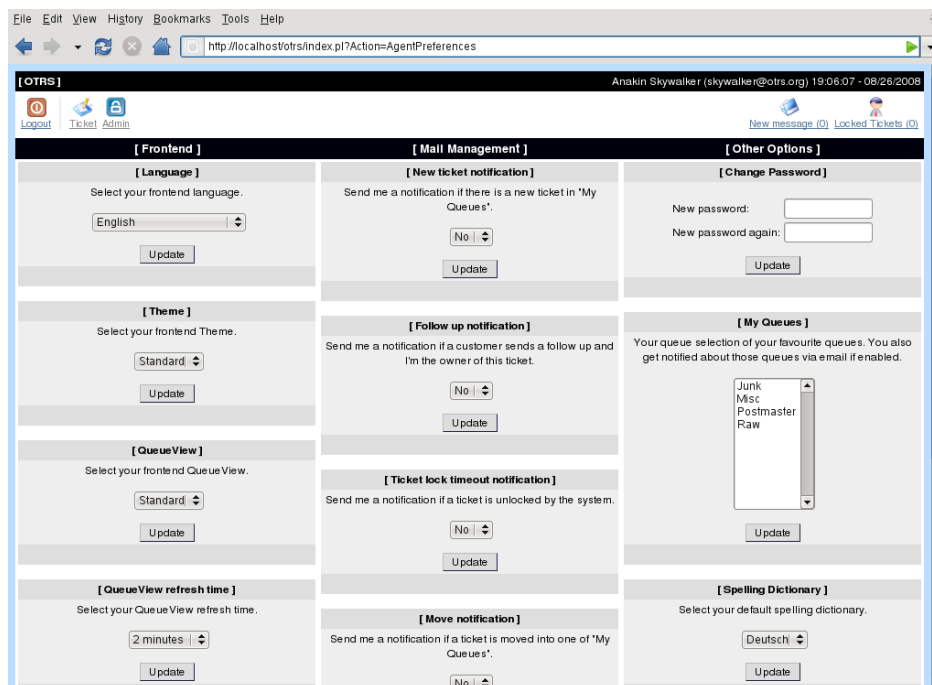 File Edit View History Bookmarks Tools Help
http://localhost/otrs/index.pl?Action=AgentPreferences
[ OTRS ]
Anakin Skywalker (skywalker@otrs.org) 19:06:07 - 08/26/2008
Logout Ticket Admin
New message (0) Locked Tickets (0)
[ Frontend ]
[ Language ]
Select your frontend language.
English
Update
[ Theme ]
Select your frontend Theme.
Standard
Update
[ QueueView ]
Select your frontend QueueView.
Standard
Update
[ QueueView refresh time ]
Select your QueueView refresh time.
2 minutes
Update
[ Mail Management ]
[ New ticket notification ]
Send me a notification if there is a new ticket in "My
Queues".
No
Update
[ Follow up notification ]
Send me a notification if a customer sends a follow up and
I'm the owner of this ticket.
No
Update
[ Ticket lock timeout notification ]
Send me a notification if a ticket is unlocked by the system.
No
Update
[ Move notification ]
Send me a notification if a ticket is moved into one of "My
Queues".
No
[ Other Options ]
[ Change Password ]
New password:
New password again:
Update
[ My Queues ]
Your queue selection of your favourite queues. You also
get notified about those queues via email if enabled.
Junk
Misc
Postmaster
Raw
Update
[ Spelling Dictionary ]
Select your default spelling dictionary.
Deutsch
Update